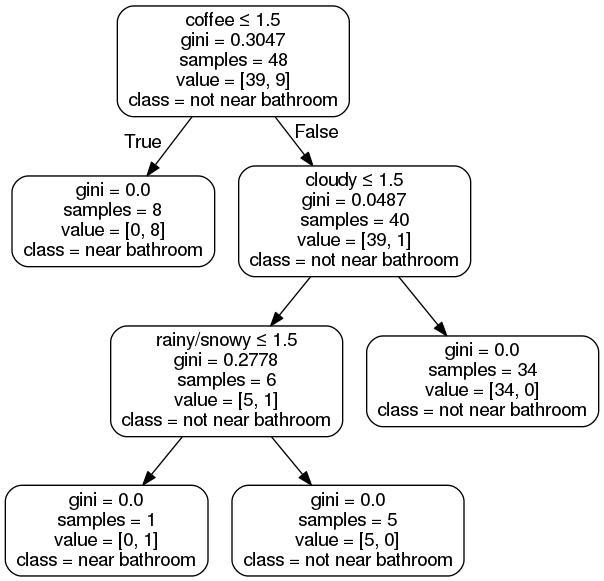 coffee ≤ 1.5
gini = 0.3047
samples = 48
value = [39, 9]
class = not near bathroom
True
False
gini = 0.0
samples = 8
value = [0, 8]
class = near bathroom
cloudy ≤ 1.5
gini = 0.0487
samples = 40
value = [39, 1]
class = not near bathroom
rainy/snowy ≤ 1.5
gini = 0.2778
samples = 6
value = [5, 1]
class = not near bathroom
gini = 0.0
samples = 34
value = [34, 0]
class = not near bathroom
gini = 0.0
samples = 1
value = [0, 1]
class = near bathroom
gini = 0.0
samples = 5
value = [5, 0]
class = not near bathroom